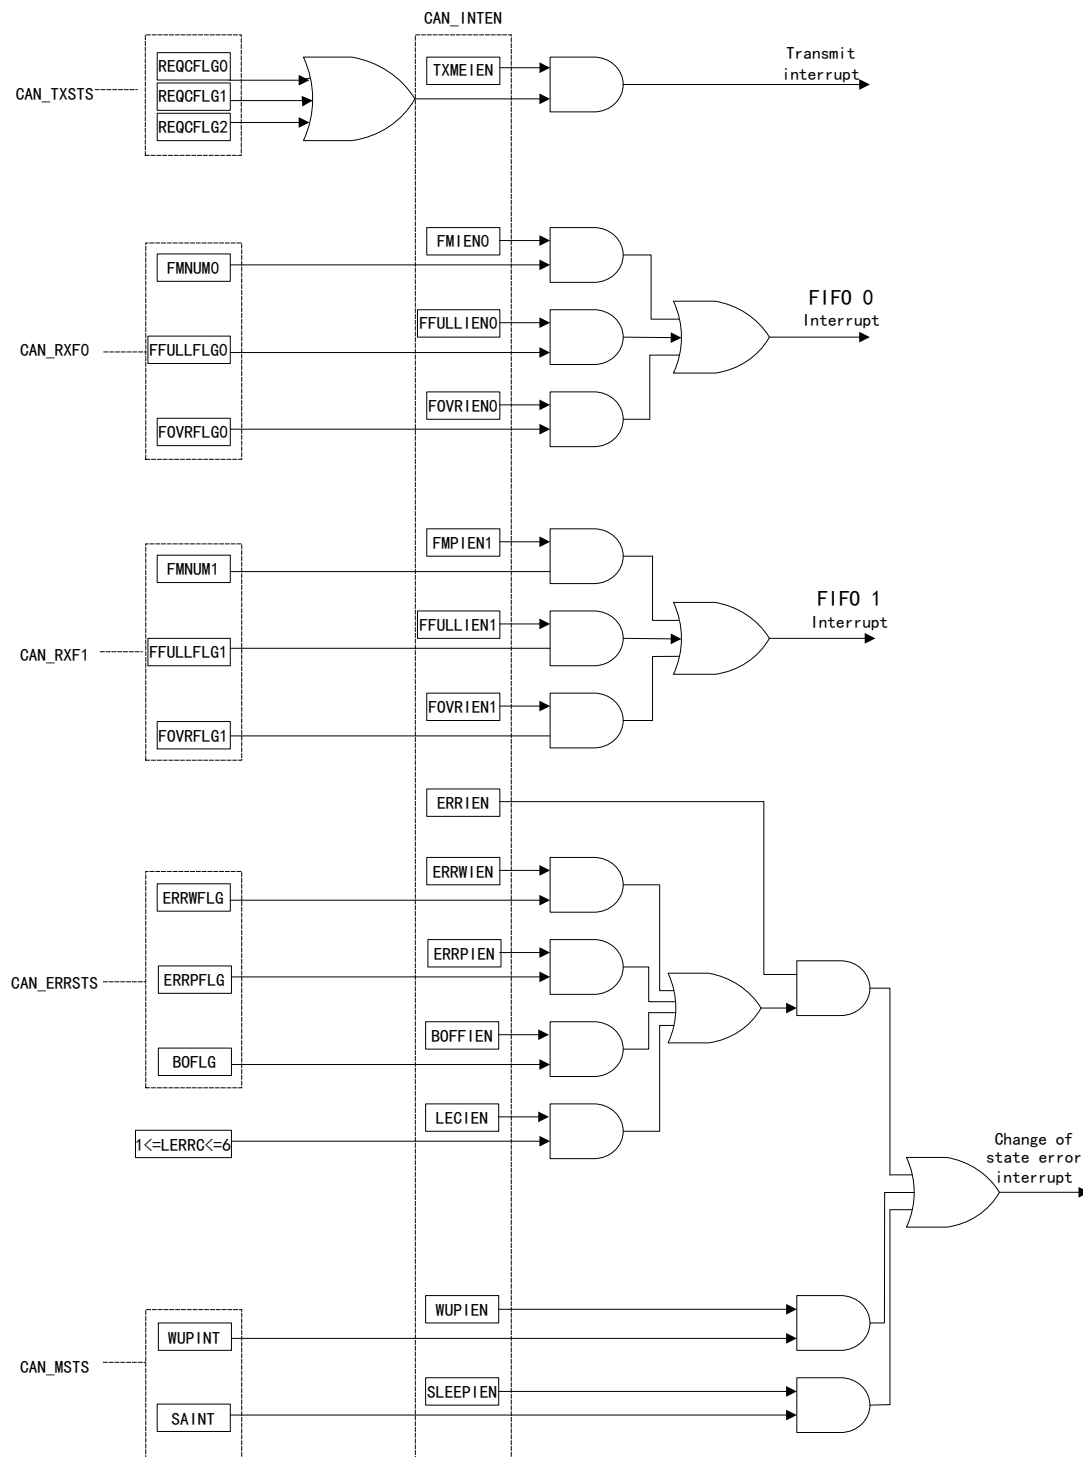 CAN_INTEN
REQCFLG0
TXMEIEN
Transmit
interrupt
CAN_TXSTS
REQCFLG1
REQCFLG2
FMIEN0
FMNUM0
FIFO 0
Interrupt
FFULLIEN0
CAN_RXF0
FFULLFLG0
FOVRIEN0
FOVRFLG0
FMPIEN1
FMNUM1
FIFO 1
Interrupt
FFULLIEN1
CAN_RXF1
FFULLFLG1
FOVRIEN1
FOVRFLG1
ERRIEN
ERRWIEN
ERRWFLG
ERRPIEN
CAN_ERRSTS
ERRPFLG
BOFFIEN
BOFLG
LECIEN
1<=LERRC<=6
Change of
state error
interrupt
WUPIEN
WUPINT
CAN_MSTS
SLEEPIEN
SAINT